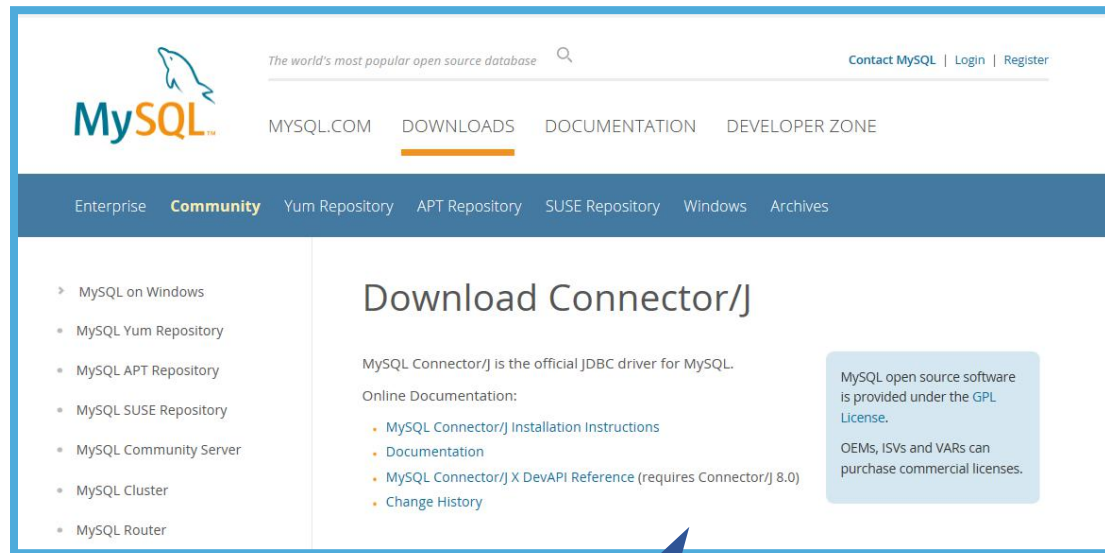 The world's most popular open source database
Contact MySQL | Login | Register
MySQL™
MYSQL.COM DOWNLOADS DOCUMENTATION DEVELOPER ZONE
Enterprise Community Yum Repository APT Repository SUSE Repository Windows Archives
MySQL on Windows
MySQL Yum Repository
MySQL APT Repository
MySQL SUSE Repository
MySQL Community Server
MySQL Cluster
MySQL Router
Download Connector/J
MySQL Connector/J is the official JDBC driver for MySQL.
Online Documentation:
MySQL Connector/J Installation Instructions
Documentation
MySQL Connector/J X DevAPI Reference (requires Connector/J 8.0)
Change History
MySQL open source software
is provided under the GPL
License.
OEMs, ISVs and VARs can
purchase commercial licenses.